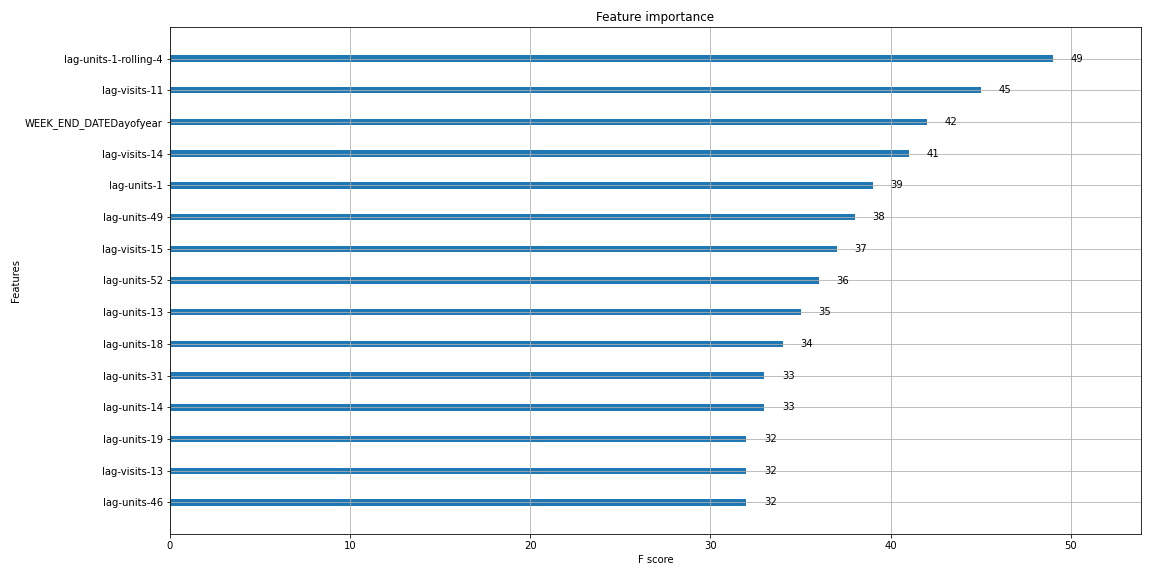 Feature importance
lag-units-1-rolling-4 49
lag-visits-11 45
WEEK_END_DATEDayofyear 42
lag-visits-14 41
lag-units-1 39
lag-units-49 38
lag-visits-15 37
lag-units-52 36
lag-units-13 35
lag-units-18 34
lag-units-31 33
lag-units-14 33
lag-units-19 32
lag-visits-13 32
lag-units-46 32
Features
0 10 20 30 40 50
F score